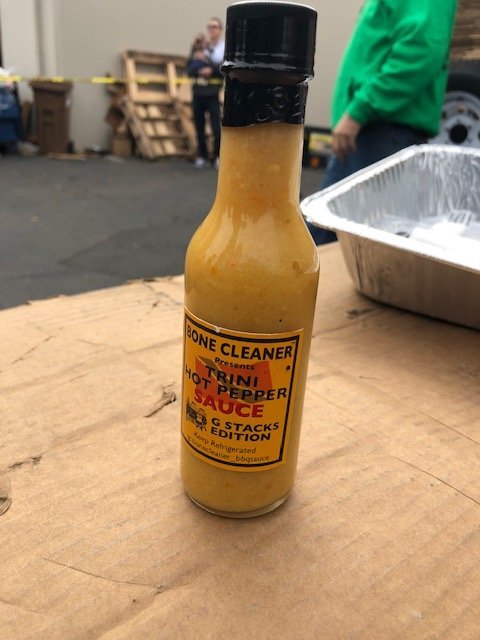 BONE CLEANER
Presents
TRINI
HOT PEPPER
SAUCE
G STACKS
EDITION
Keep Refrigerated